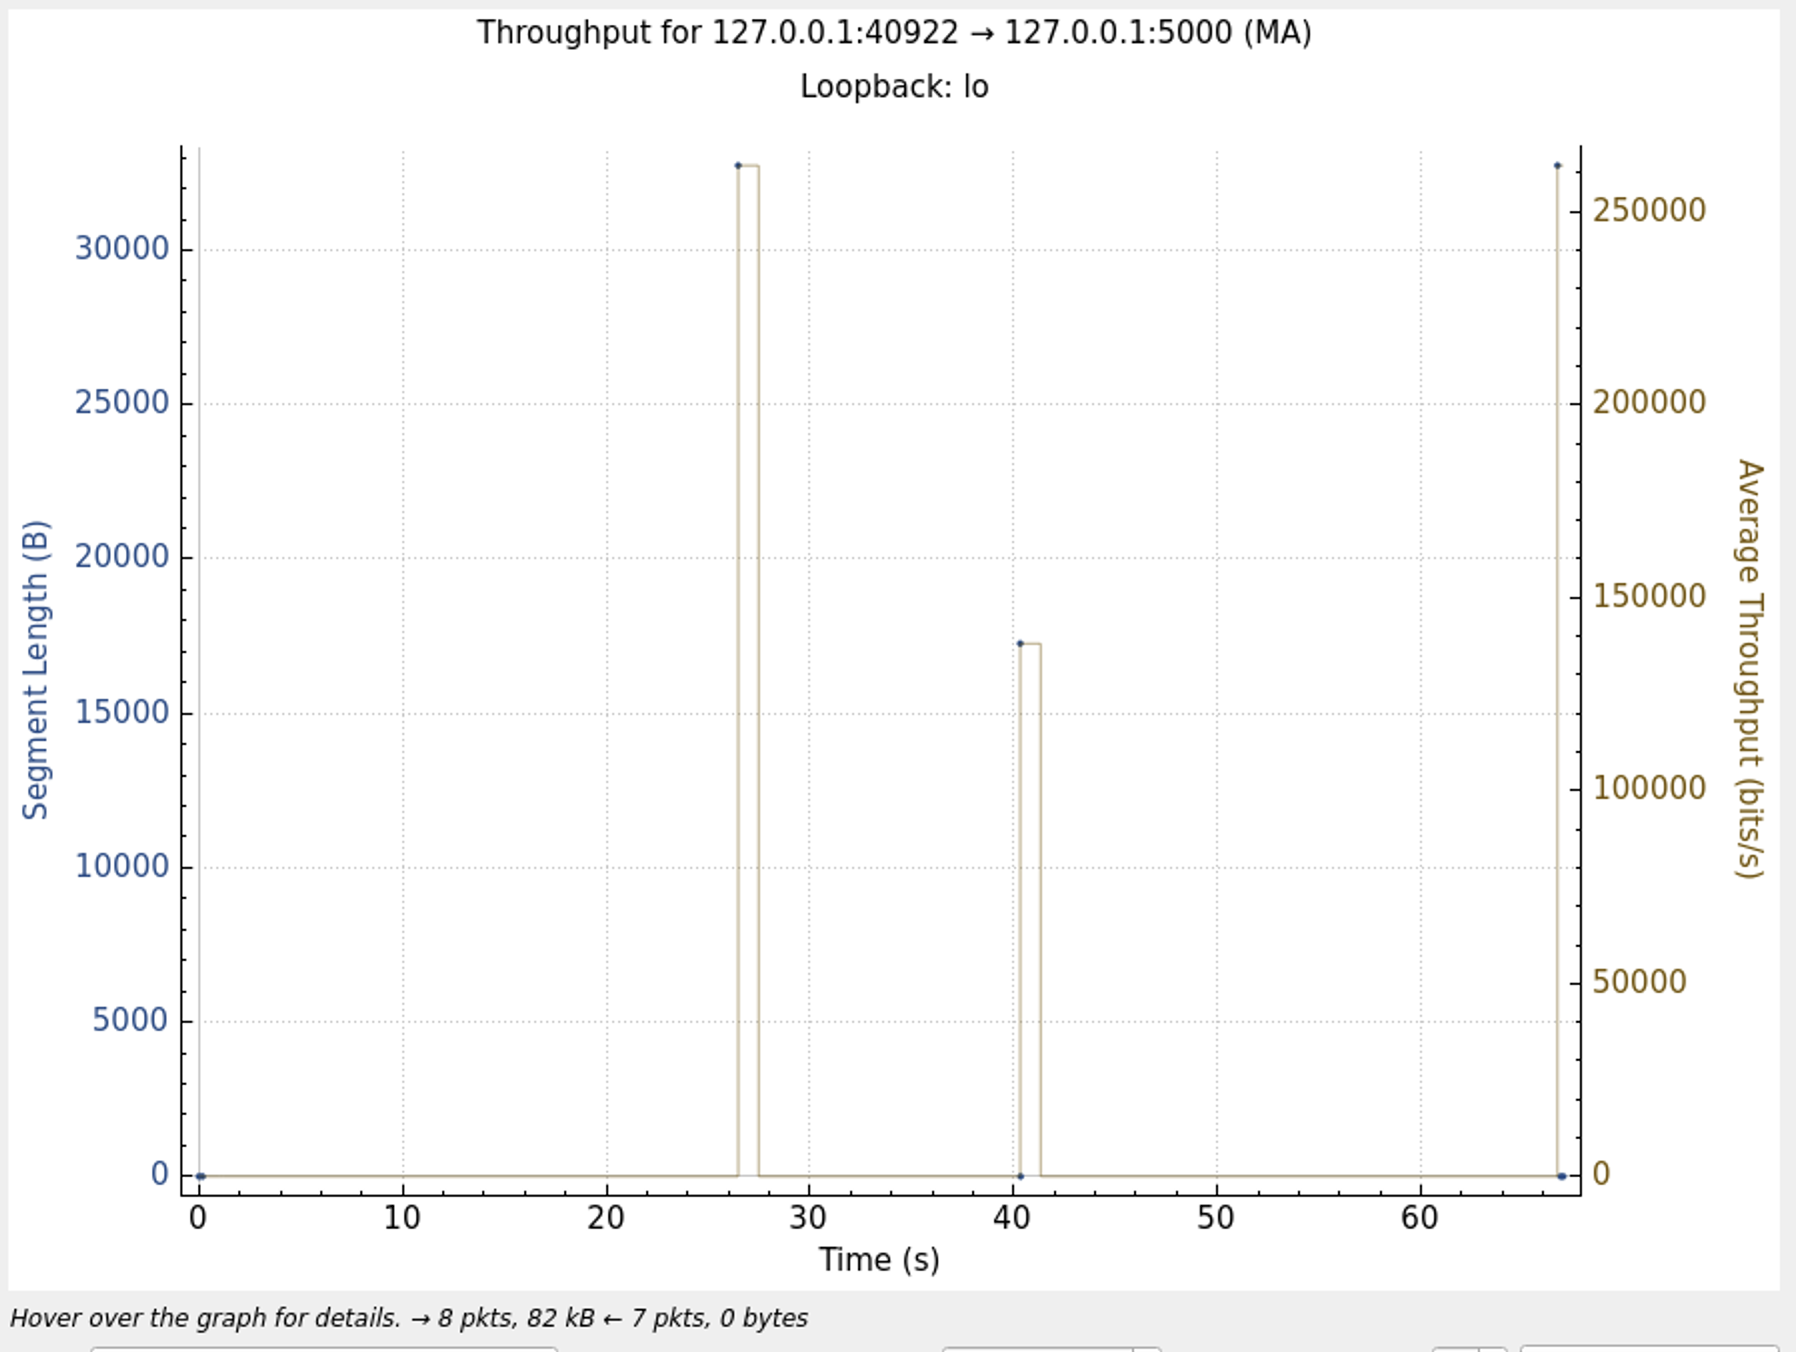 Throughput for 127.0.0.1:40922 → 127.0.0.1:5000 (MA)
Loopback: lo
Segment Length (B)
30000
25000
20000
15000
10000
5000
0
250000
200000
150000
100000
50000
0
Average Throughput (bits/s)
0 10 20 30 40 50 60
Time (s)
Hover over the graph for details. → 8 pkts, 82 kB ← 7 pkts, 0 bytes